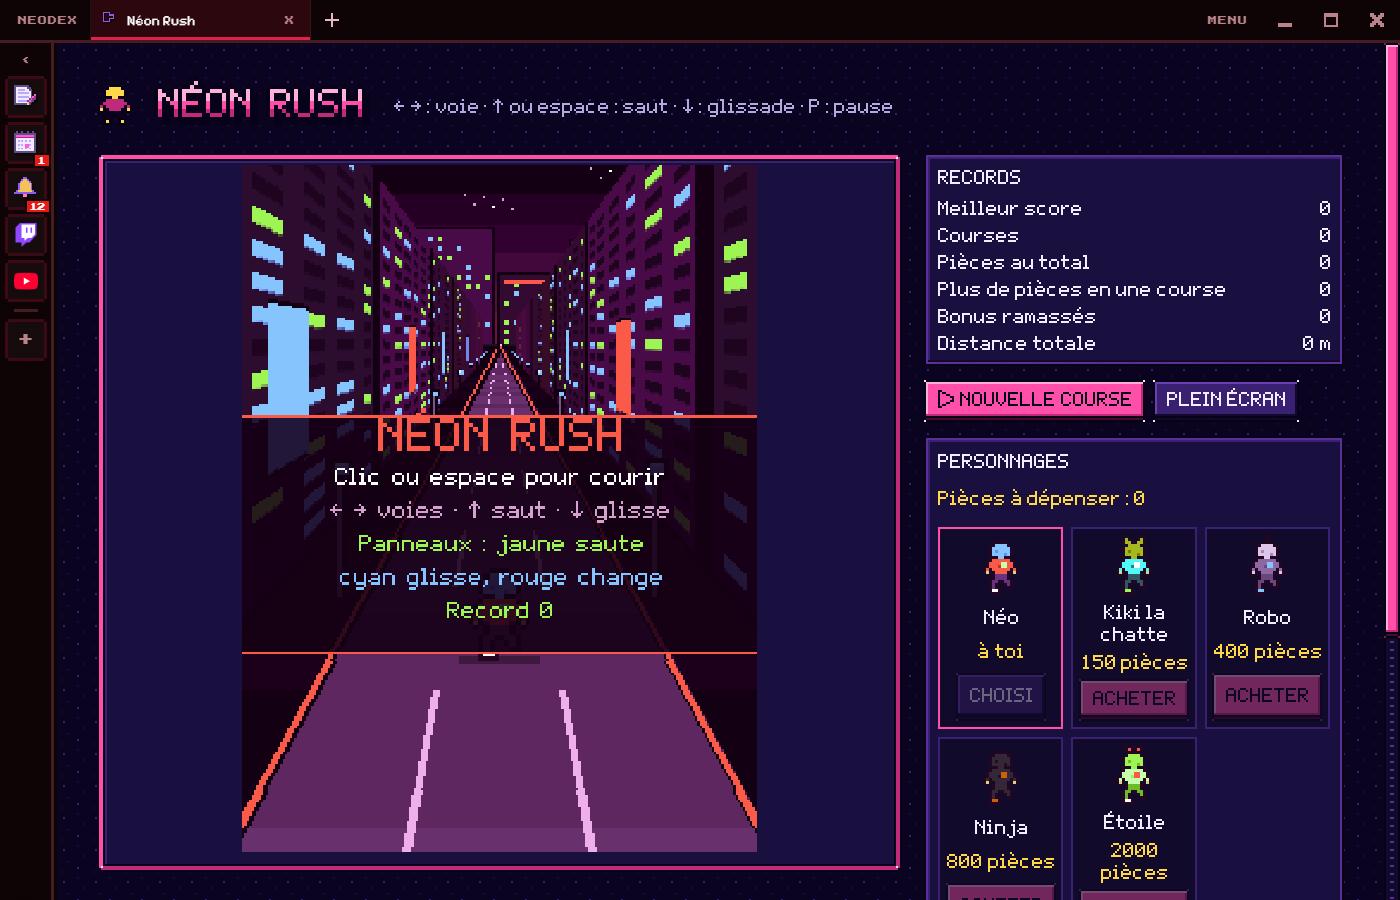 NEODEX
Néon Rush
MENU
1
12
NÉON RUSH
←→: voie · ↑ ou espace : saut · ↓ : glissade · P : pause
NÉON RUSH
Clic ou espace pour courir
← → voies · ↑ saut · ↓ glisse
Panneaux : jaune saute
cyan glisse, rouge change
Record 0
RECORDS
Meilleur score 0
Courses 0
Pièces au total 0
Plus de pièces en une course 0
Bonus ramassés 0
Distance totale 0 m
NOUVELLE COURSE
PLEIN ÉCRAN
PERSONNAGES
Pièces à dépenser : 0
Néo
à toi
CHOISI
Kiki la
chatte
150 pièces
ACHETER
Robo
400 pièces
ACHETER
Ninja
800 pièces
Étoile
2000
pièces